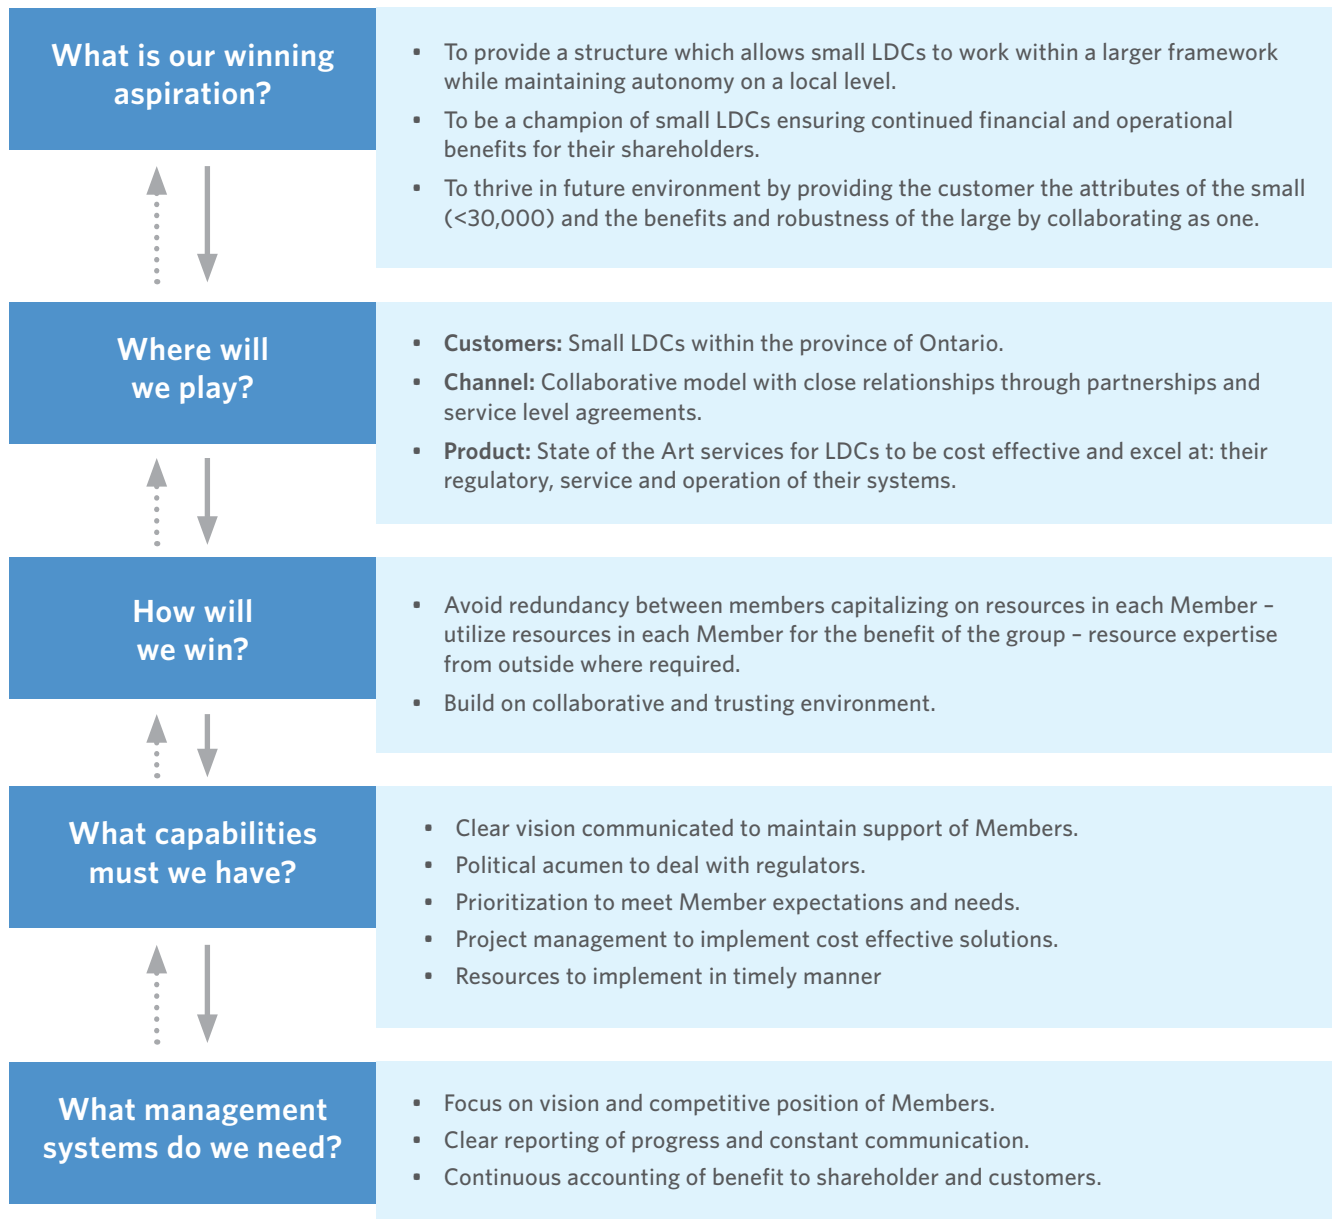 What is our winning
aspiration?
• To provide a structure which allows small LDCs to work within a larger framework
while maintaining autonomy on a local level.
• To be a champion of small LDCs ensuring continued financial and operational
benefits for their shareholders.
• To thrive in future environment by providing the customer the attributes of the small
(<30,000) and the benefits and robustness of the large by collaborating as one.
Where will
we play?
• Customers: Small LDCs within the province of Ontario.
• Channel: Collaborative model with close relationships through partnerships and
service level agreements.
• Product: State of the Art services for LDCs to be cost effective and excel at: their
regulatory, service and operation of their systems.
How will
we win?
• Avoid redundancy between members capitalizing on resources in each Member –
utilize resources in each Member for the benefit of the group – resource expertise
from outside where required.
• Build on collaborative and trusting environment.
What capabilities
must we have?
• Clear vision communicated to maintain support of Members.
• Political acumen to deal with regulators.
• Prioritization to meet Member expectations and needs.
• Project management to implement cost effective solutions.
• Resources to implement in timely manner
What management
systems do we need?
• Focus on vision and competitive position of Members.
• Clear reporting of progress and constant communication.
• Continuous accounting of benefit to shareholder and customers.